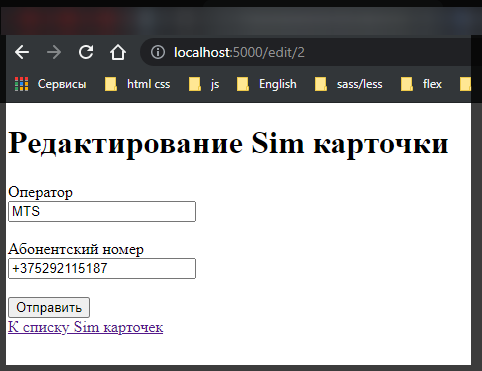 localhost:5000/edit/2
Сервисы html css js English sass/less flex
Редактирование Sim карточки
Оператор
MTS
Абонентский номер
+375292115187
Отправить
К списку Sim карточек